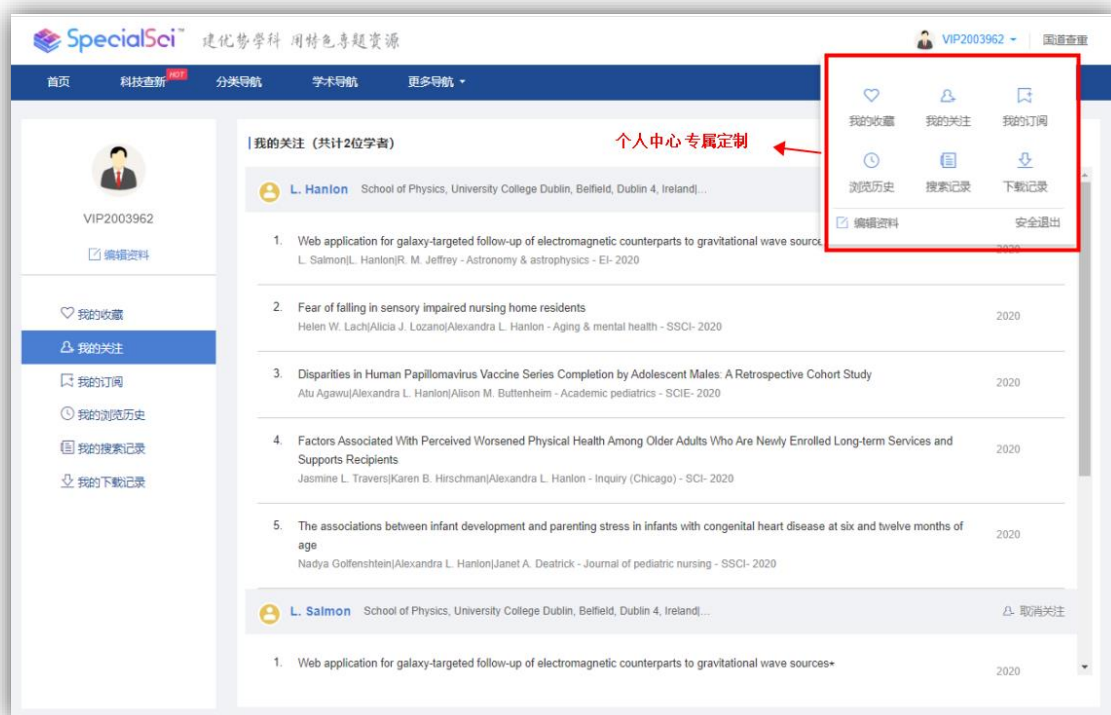 SpecialSci™ 建优势学科 用特色专题资源
VIP2003962 国道查重
首页 科技查新 HOT 分类导航 学术导航 更多导航
我的收藏 我的关注 我的订阅
浏览历史 搜索记录 下载记录
编辑资料 安全退出
个人中心 专属定制
VIP2003962
编辑资料
我的收藏
我的关注
我的订阅
我的浏览历史
我的搜索记录
我的下载记录
我的关注（共计2位学者）
L. Hanlon School of Physics, University College Dublin, Belfield, Dublin 4, Ireland|...
1. Web application for galaxy-targeted follow-up of electromagnetic counterparts to gravitational wave source
L. Salmon|L. Hanlon|R. M. Jeffrey - Astronomy & astrophysics - EI- 2020
2. Fear of falling in sensory impaired nursing home residents
Helen W. Lach|Alicia J. Lozano|Alexandra L. Hanlon - Aging & mental health - SSCI- 2020
2020
3. Disparities in Human Papillomavirus Vaccine Series Completion by Adolescent Males: A Retrospective Cohort Study
Atu Agawu|Alexandra L. Hanlon|Alison M. Buttenheim - Academic pediatrics - SCIE- 2020
2020
4. Factors Associated With Perceived Worsened Physical Health Among Older Adults Who Are Newly Enrolled Long-term Services and
Supports Recipients
Jasmine L. Travers|Karen B. Hirschman|Alexandra L. Hanlon - Inquiry (Chicago) - SCI- 2020
2020
5. The associations between infant development and parenting stress in infants with congenital heart disease at six and twelve months of
age
Nadya Golfenshtein|Alexandra L. Hanlon|Janet A. Deatrick - Journal of pediatric nursing - SSCI- 2020
2020
L. Salmon School of Physics, University College Dublin, Belfield, Dublin 4, Ireland|...
取消关注
1. Web application for galaxy-targeted follow-up of electromagnetic counterparts to gravitational wave sources*
2020